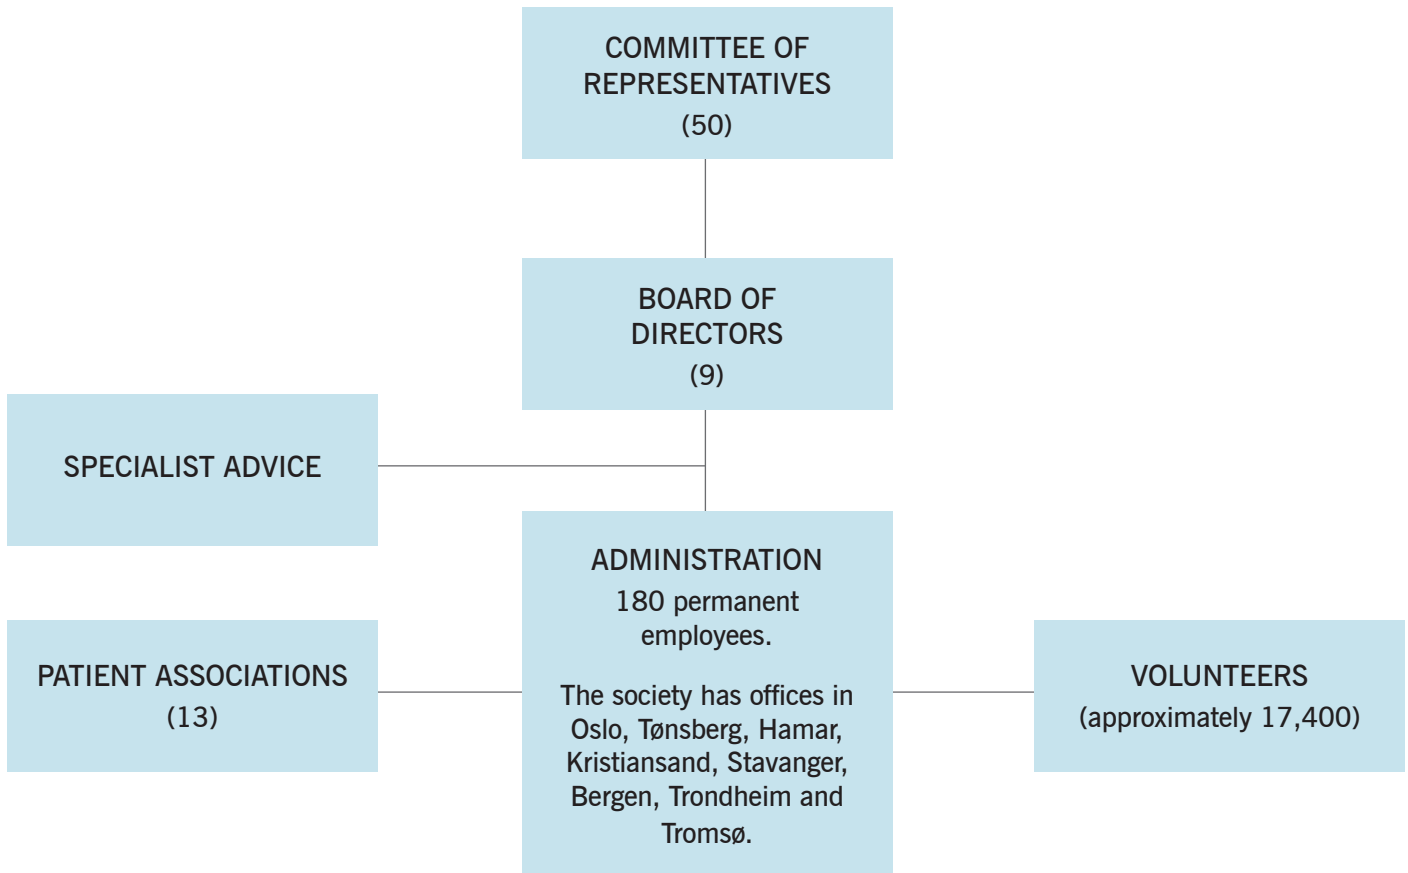 COMMITTEE OF
REPRESENTATIVES
(50)
BOARD OF
DIRECTORS
(9)
SPECIALIST ADVICE
ADMINISTRATION
180 permanent
employees.
The society has offices in
Oslo, Tønsberg, Hamar,
Kristiansand, Stavanger,
Bergen, Trondheim and
Tromsø.
PATIENT ASSOCIATIONS
(13)
VOLUNTEERS
(approximately 17,400)